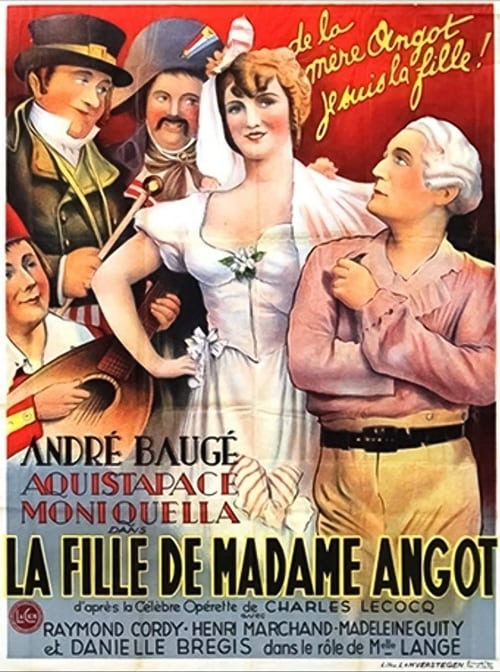 de la
mère Angot
je suis la fille !
ANDRÉ BAUGÉ
AQUISTAPACE
MONIQUELLA
DANS
LA FILLE DE MADAME ANGOT
d'après la Célèbre Opérette de CHARLES LECOCQ
avec
RAYMOND CORDY - HENRI MARCHAND - MADELEINE GUITY
et DANIELLE BREGIS dans le rôle de Melle LANGE